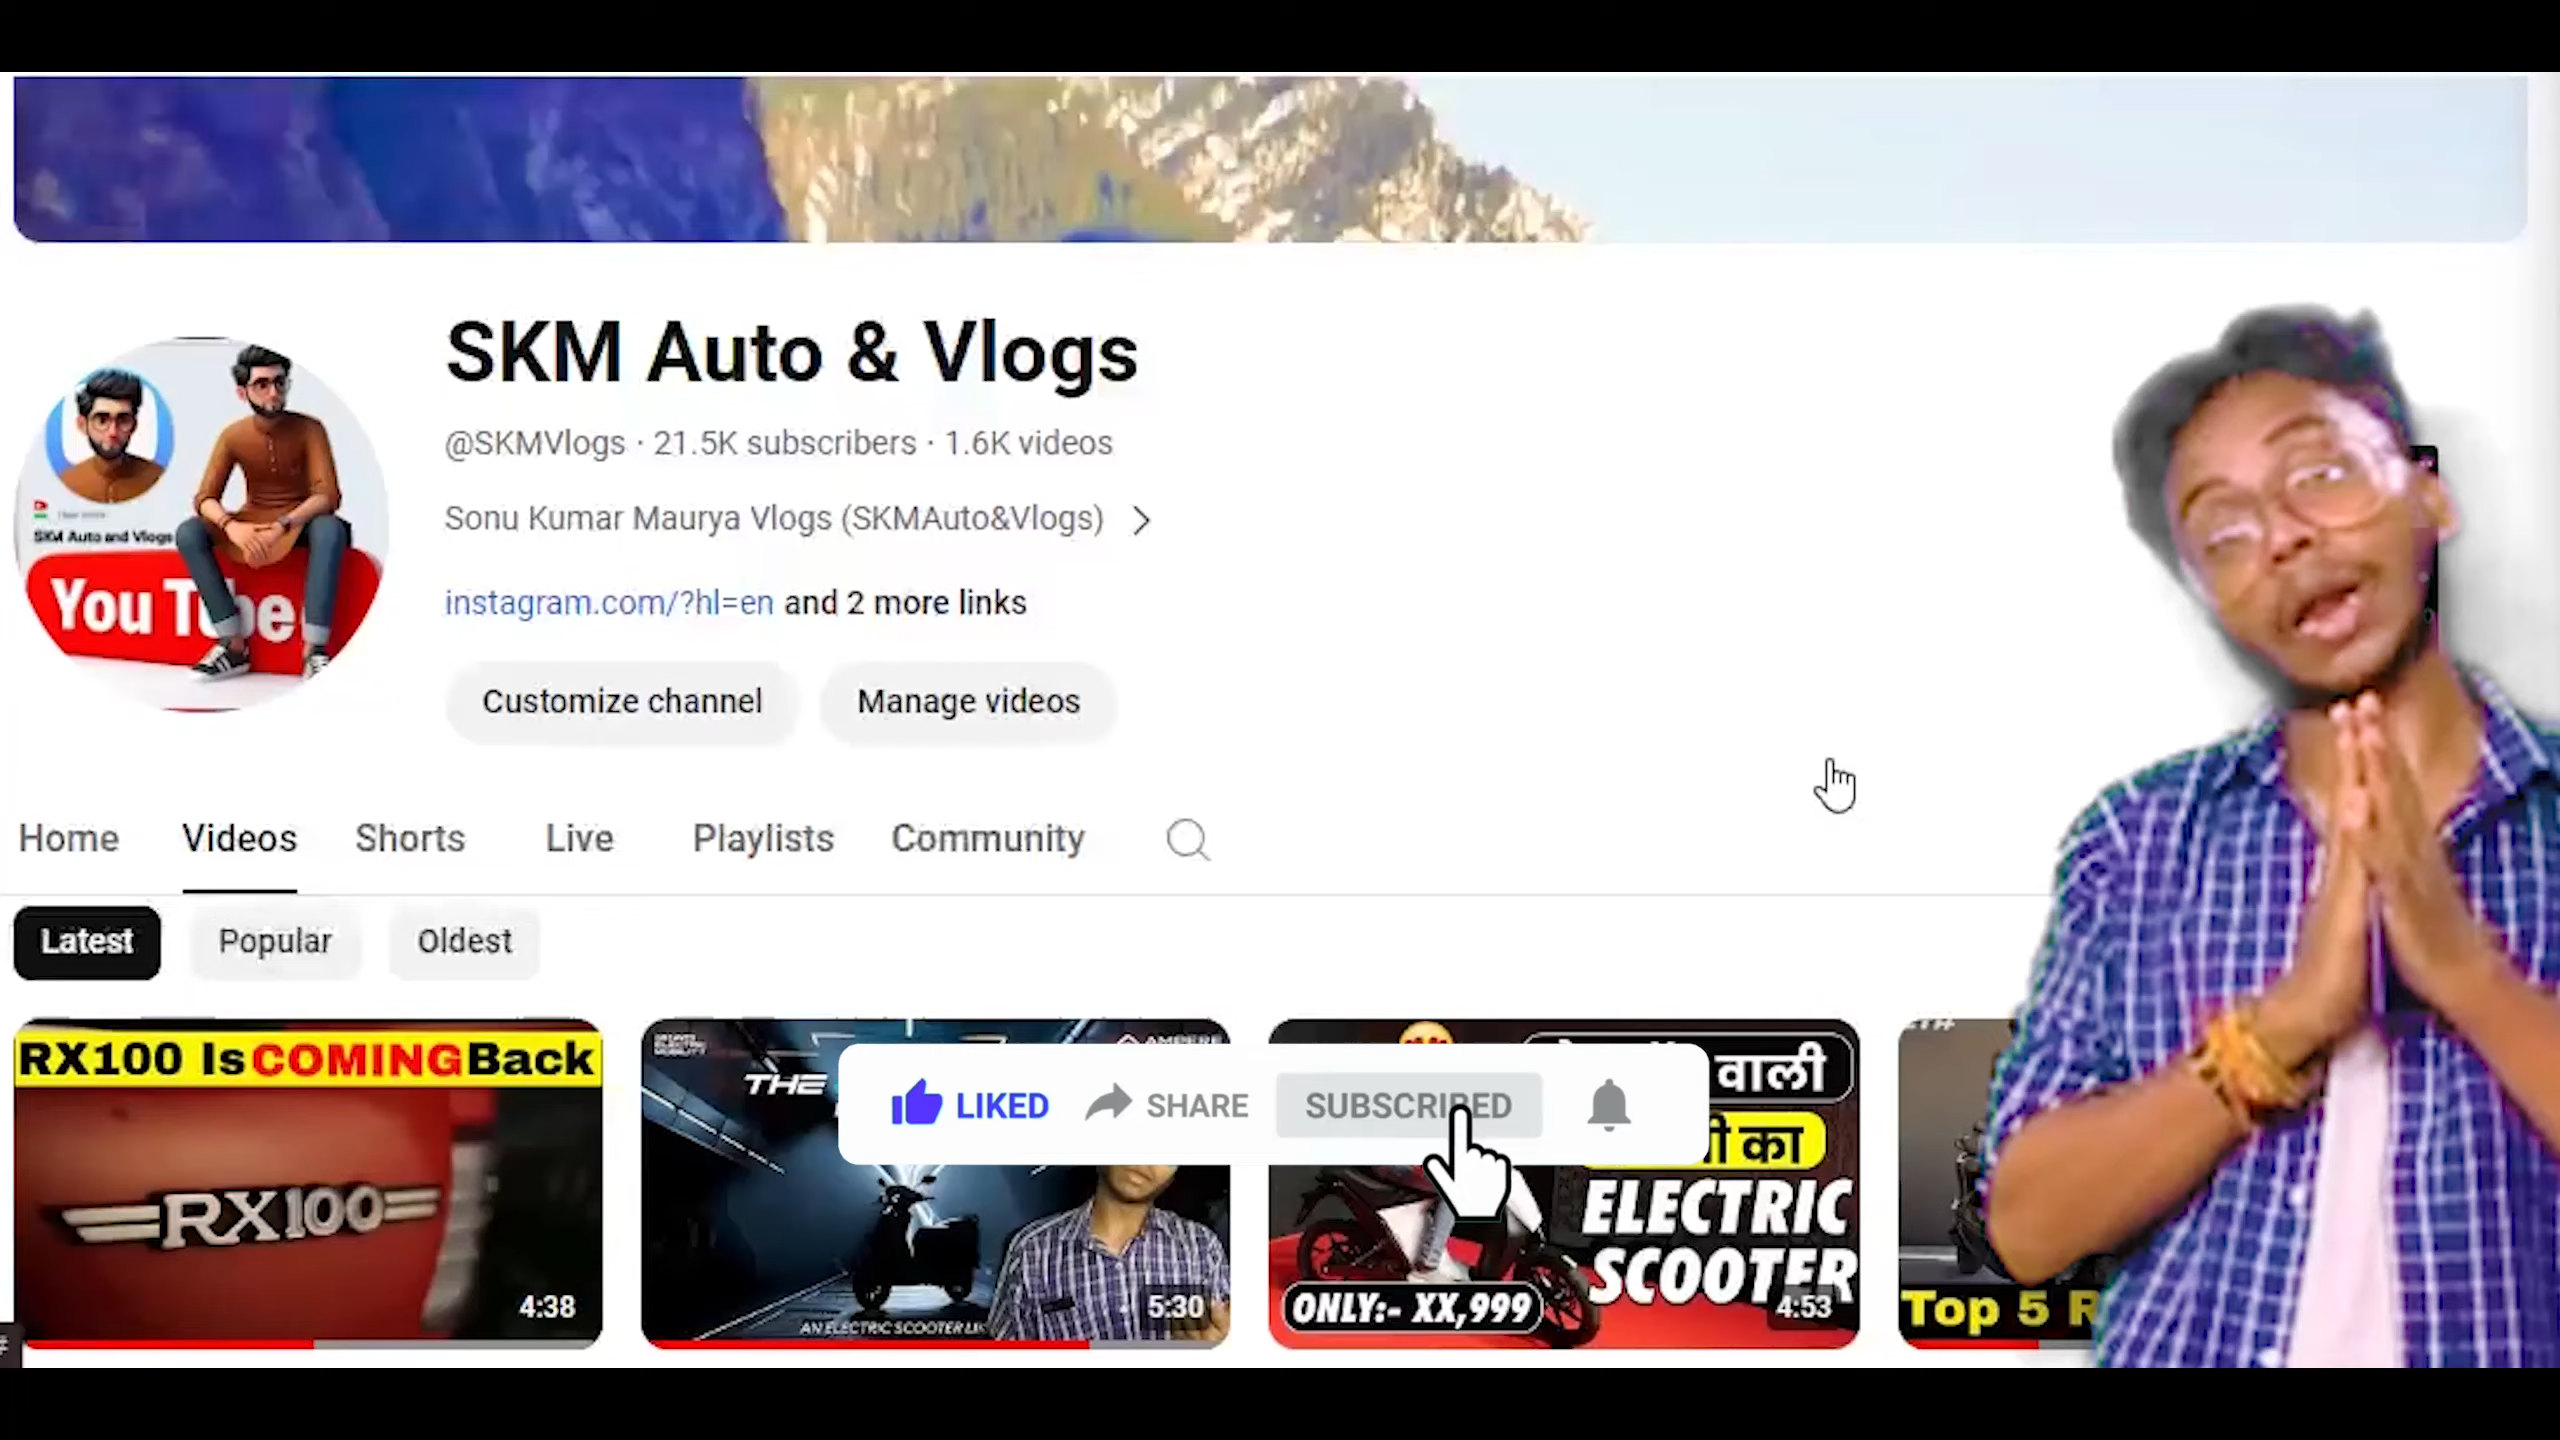 SKM Auto & Vlogs
@SKMVlogs · 21.5K subscribers · 1.6K videos
Sonu Kumar Maurya Vlogs (SKMAuto&Vlogs)
instagram.com/?hl=en and 2 more links
SKM Auto and Vlogs
You Tube
Customize channel
Manage videos
Home
Videos
Shorts
Live
Playlists
Community
Latest
Popular
Oldest
RX100 Is COMING Back
RX100
4:38
AMPERE
THE
AN ELECTRIC SCOOTER
5:30
LIKED
SHARE
SUBSCRIBED
वाली
का
ELECTRIC
SCOOTER
ONLY:- XX,999
4:53
Top 5 R